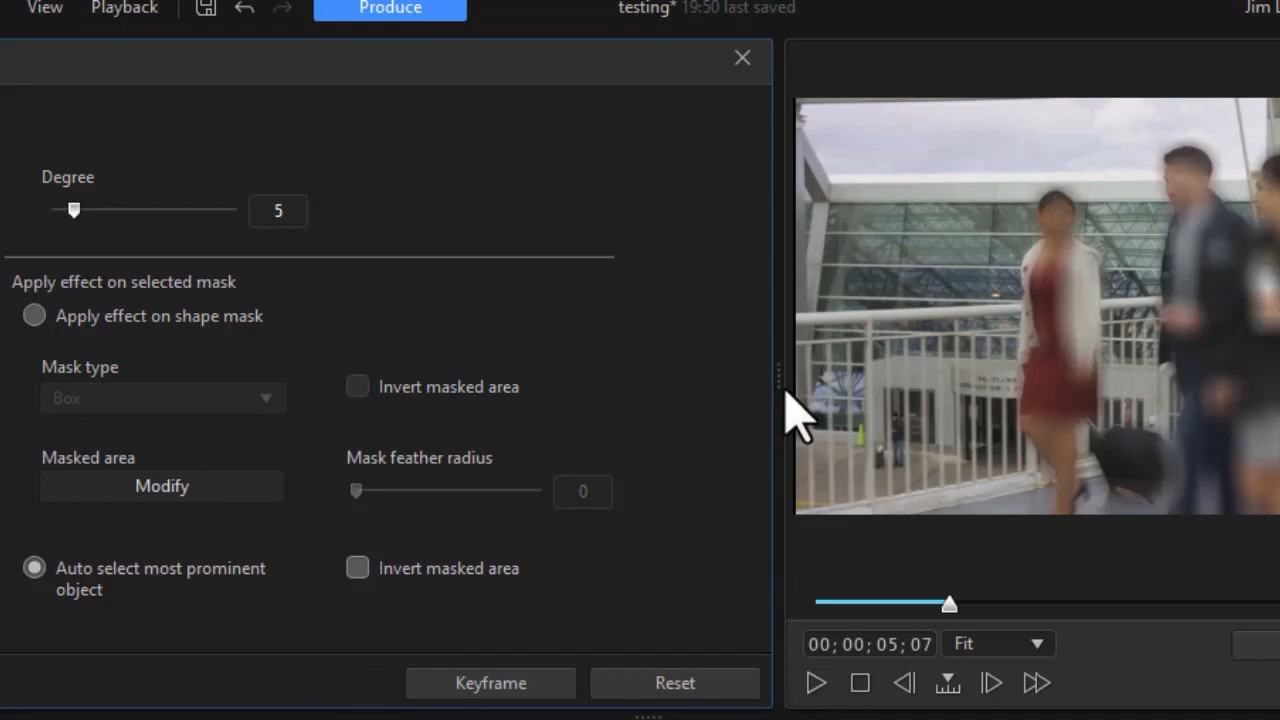 View Playback Produce testing* 19:50 last saved Jim L
Degree
5
Apply effect on selected mask
Apply effect on shape mask
Mask type
Box
Invert masked area
Masked area
Mask feather radius
Modify
0
Auto select most prominent
object
Invert masked area
00;00;05;07 Fit
Keyframe Reset